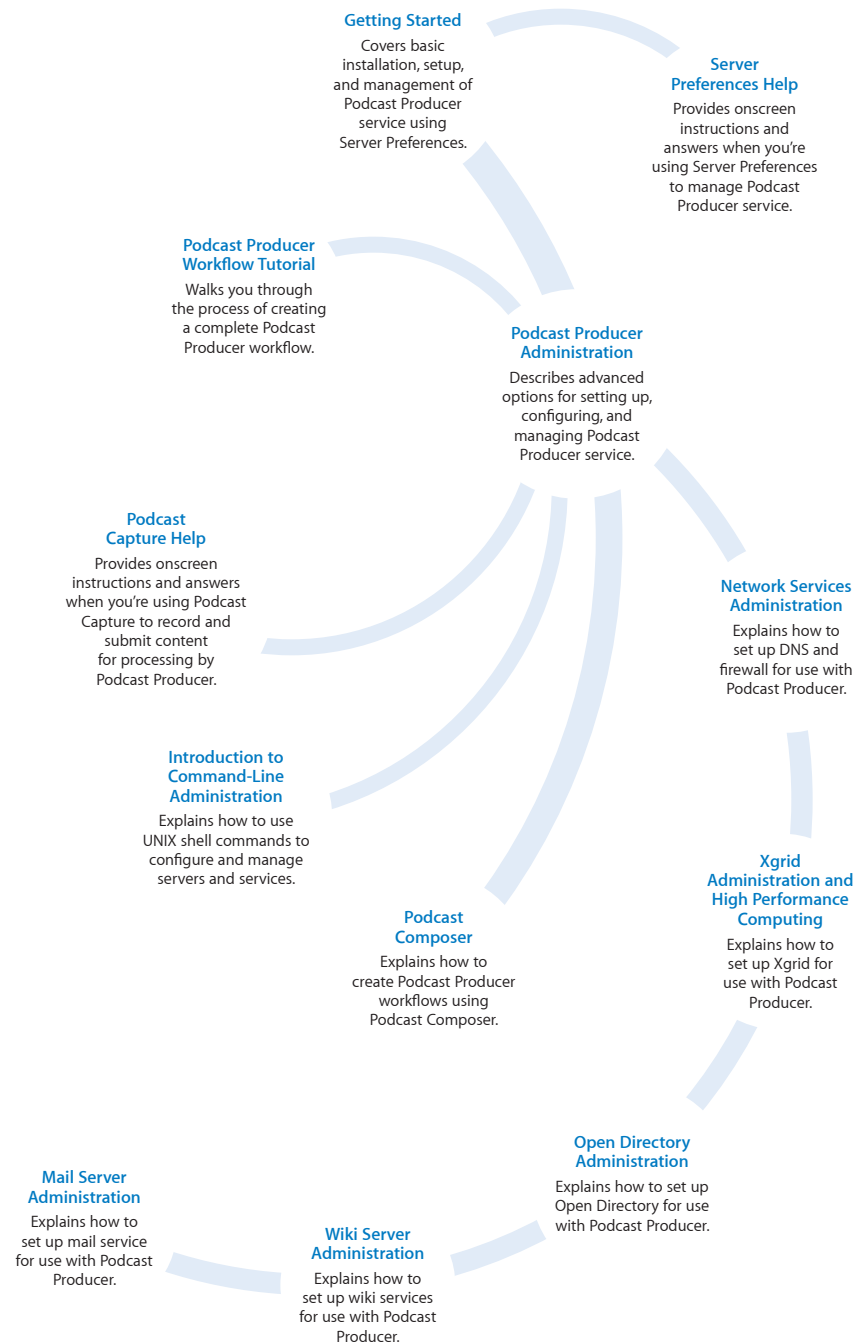 Getting Started
Covers basic
installation, setup,
and management of
Podcast Producer
service using
Server Preferences.
Server
Preferences Help
Provides onscreen
instructions and
answers when you're
using Server Preferences
to manage Podcast
Producer service.
Podcast Producer
Workflow Tutorial
Walks you through
the process of creating
a complete Podcast
Producer workflow.
Podcast Producer
Administration
Describes advanced
options for setting up,
configuring, and
managing Podcast
Producer service.
Podcast
Capture Help
Provides onscreen
instructions and answers
when you're using Podcast
Capture to record and
submit content
for processing by
Podcast Producer.
Network Services
Administration
Explains how to
set up DNS and
firewall for use with
Podcast Producer.
Introduction to
Command-Line
Administration
Explains how to use
UNIX shell commands to
configure and manage
servers and services.
Xgrid
Administration and
High Performance
Computing
Explains how to
set up Xgrid for
use with Podcast
Producer.
Podcast
Composer
Explains how to
create Podcast Producer
workflows using
Podcast Composer.
Open Directory
Administration
Explains how to set up
Open Directory for use
with Podcast Producer.
Mail Server
Administration
Explains how to
set up mail service
for use with Podcast
Producer.
Wiki Server
Administration
Explains how to
set up wiki services
for use with Podcast
Producer.